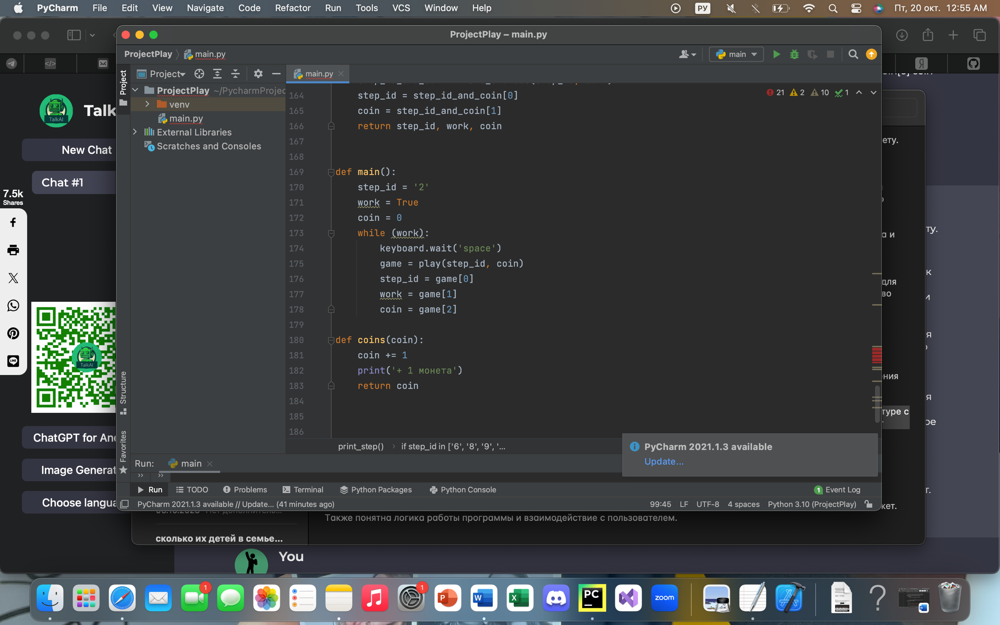 PyCharm File Edit View Navigate Code Refactor Run Tools VCS Window Help РУ Пт, 20 окт. 12:55 AM
ProjectPlay – main.py
ProjectPlay main.py main
Project Project main.py
ProjectPlay ~/PycharmProjec
venv
main.py
External Libraries
Scratches and Consoles
21 2 10 1
164 step_id = step_id_and_coin[0]
165 coin = step_id_and_coin[1]
166 return step_id, work, coin
167
168
169 def main():
170 step_id = '2'
171 work = True
172 coin = 0
173 while (work):
174 keyboard.wait('space')
175 game = play(step_id, coin)
176 step_id = game[0]
177 work = game[1]
178 coin = game[2]
179
180 def coins(coin):
181 coin += 1
182 print('+ 1 монета')
183 return coin
184
185
186
print_step() if step_id in ['6', '8', '9', '...
PyCharm 2021.1.3 available
Update...
Run: main
Structure
Favorites
Run TODO Problems Terminal Python Packages Python Console 1 Event Log
PyCharm 2021.1.3 available // Update... (41 minutes ago) 99:45 LF UTF-8 4 spaces Python 3.10 (ProjectPlay)
TalkAI
Talk
New Chat
Chat #1
7.5k
Shares
LINE
TalkAI
ChatGPT for And
Image Generat
Choose langua
Я
ету.
ту.
а и
к
для
во
и
я
ния
я
туре с
ое
т.
кет.
Также понятна логика работы программы и взаимодействие с пользователем.
сколько их детей в семье...
You
1
1
P
W
X
PC
zoom
DOCX